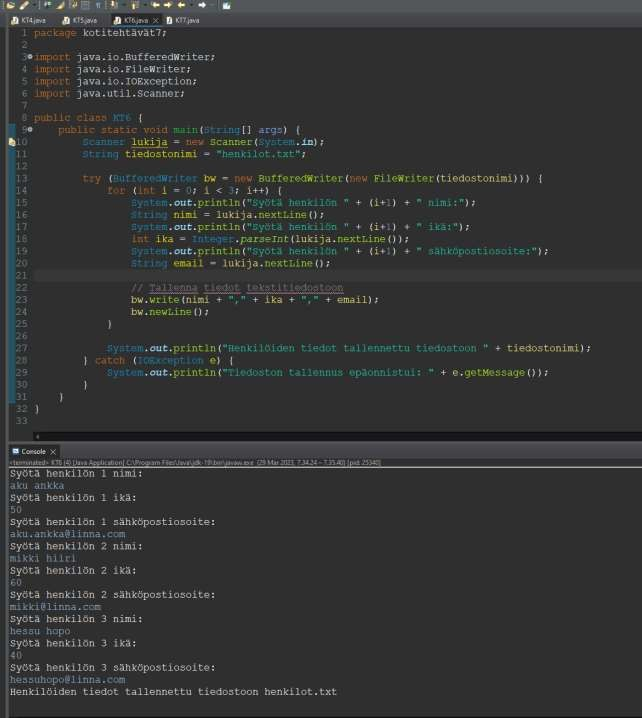 KT4.java KT5.java KT6.java KT7.java
1 package kotitehtävät7;
2
3 import java.io.BufferedWriter;
4 import java.io.FileWriter;
5 import java.io.IOException;
6 import java.util.Scanner;
7
8 public class KT6 {
9 public static void main(String[] args) {
10 Scanner lukija = new Scanner(System.in);
11 String tiedostonimi = "henkilot.txt";
12
13 try (BufferedWriter bw = new BufferedWriter(new FileWriter(tiedostonimi))) {
14 for (int i = 0; i < 3; i++) {
15 System.out.println("Syötä henkilön " + (i+1) + " nimi:");
16 String nimi = lukija.nextLine();
17 System.out.println("Syötä henkilön " + (i+1) + " ikä:");
18 int ika = Integer.parseInt(lukija.nextLine());
19 System.out.println("Syötä henkilön " + (i+1) + " sähköpostiosoite:");
20 String email = lukija.nextLine();
21
22 // Tallenna tiedot tekstitiedostoon
23 bw.write(nimi + "," + ika + "," + email);
24 bw.newLine();
25 }
26
27 System.out.println("Henkilöiden tiedot tallennettu tiedostoon " + tiedostonimi);
28 } catch (IOException e) {
29 System.out.println("Tiedoston tallennus epäonnistui: " + e.getMessage());
30 }
31 }
32 }
33
Console
<terminated> KT6 (4) [Java Application] C:\Program Files\Java\jdk-19\bin\javaw.exe (29 Mar 2023, 7.34.24 – 7.35.40) [pid: 25340]
Syötä henkilön 1 nimi:
aku ankka
Syötä henkilön 1 ikä:
50
Syötä henkilön 1 sähköpostiosoite:
aku.ankka@linna.com
Syötä henkilön 2 nimi:
mikki hiiri
Syötä henkilön 2 ikä:
60
Syötä henkilön 2 sähköpostiosoite:
mikki@linna.com
Syötä henkilön 3 nimi:
hessu hopo
Syötä henkilön 3 ikä:
40
Syötä henkilön 3 sähköpostiosoite:
hessuhopo@linna.com
Henkilöiden tiedot tallennettu tiedostoon henkilot.txt